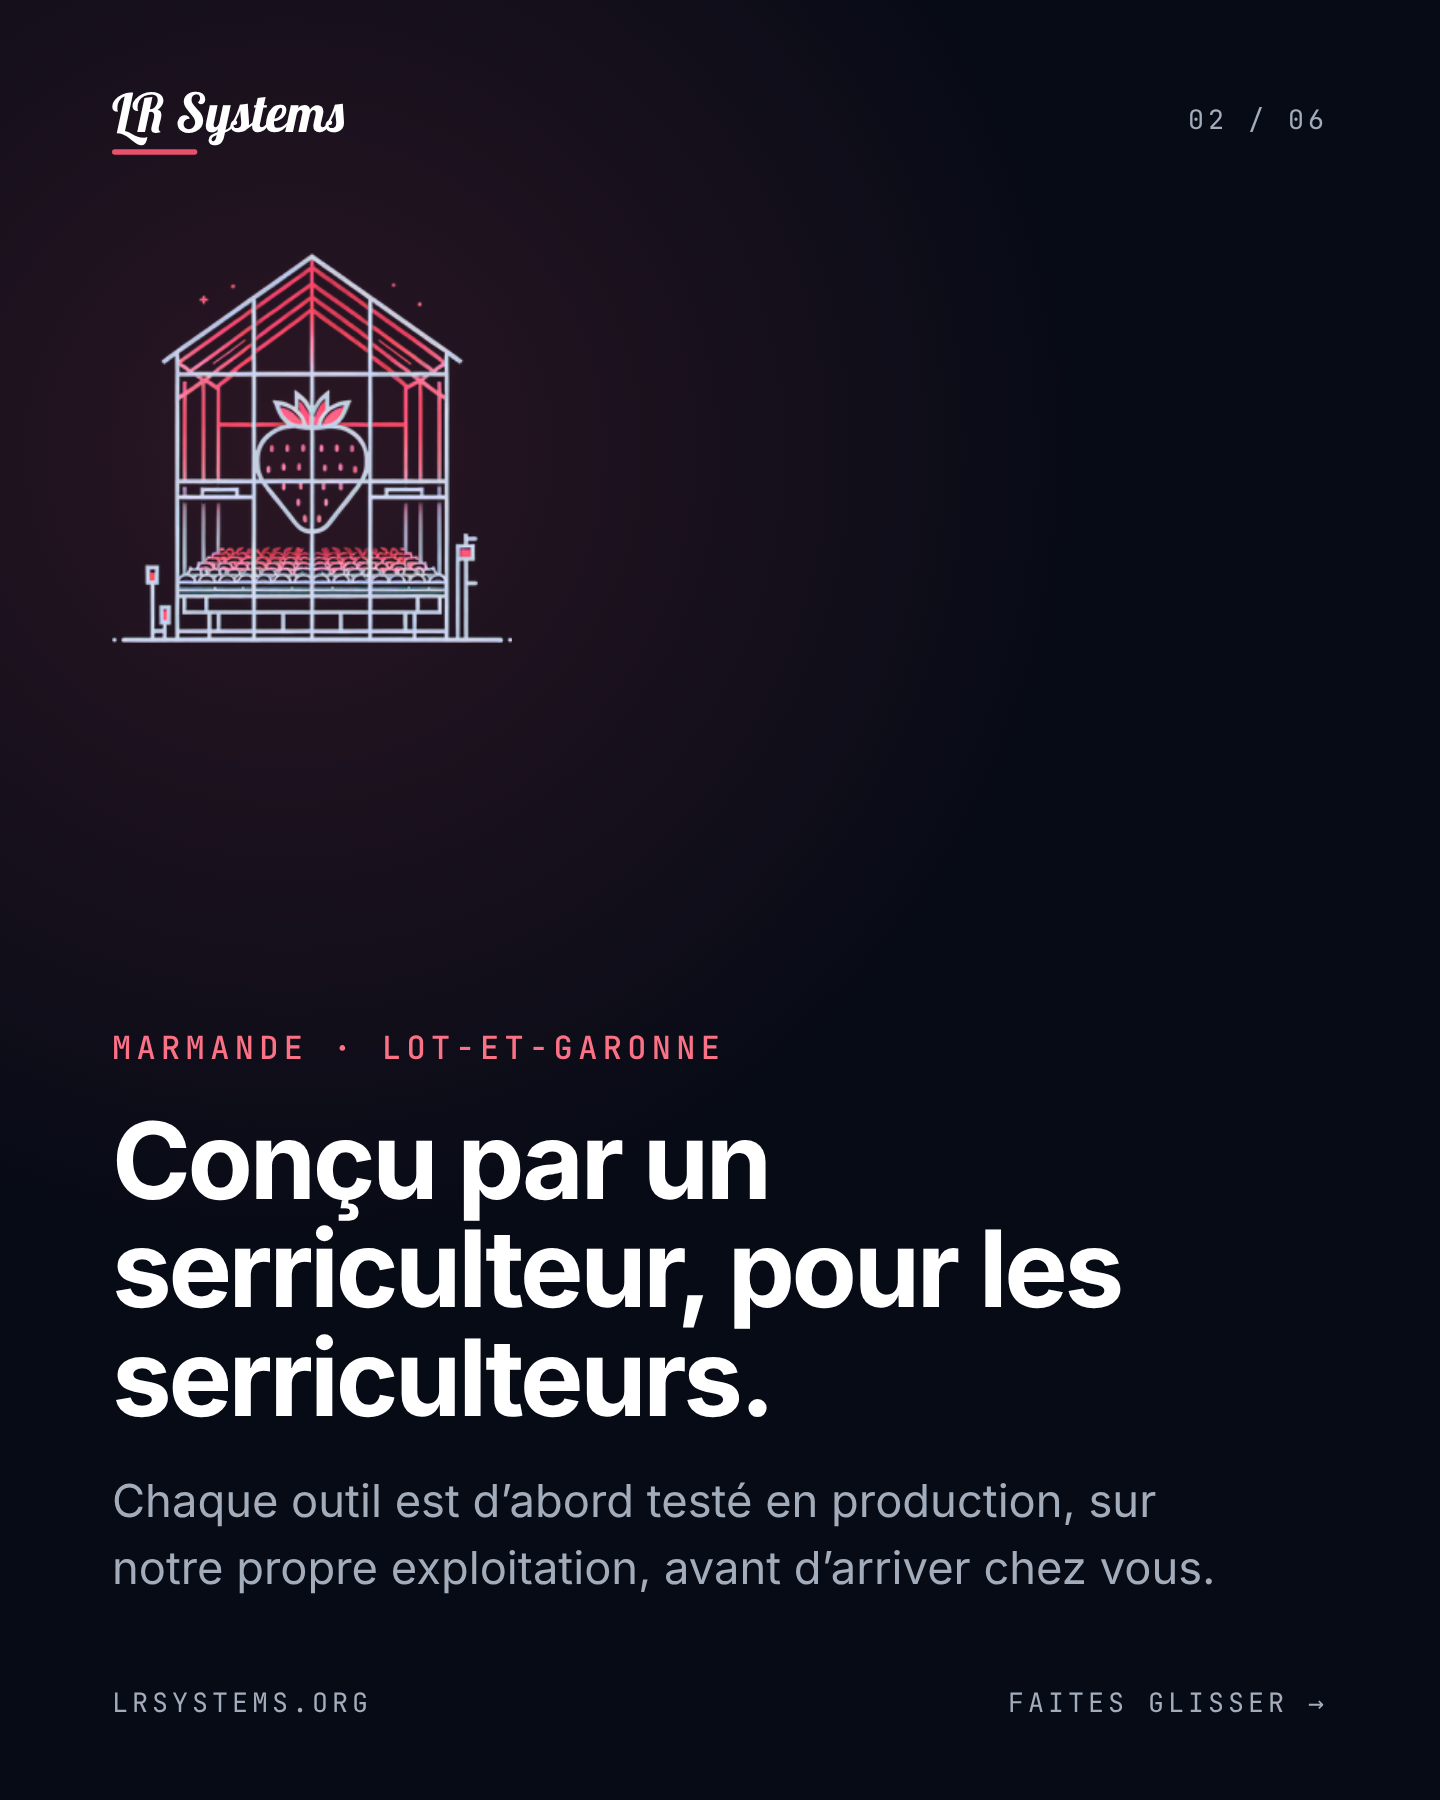 LR Systems
02 / 06
MARMANDE · LOT-ET-GARONNE
Conçu par un
serriculteur, pour les
serriculteurs.
Chaque outil est d’abord testé en production, sur
notre propre exploitation, avant d’arriver chez vous.
LRSYSTEMS.ORG
FAITES GLISSER →